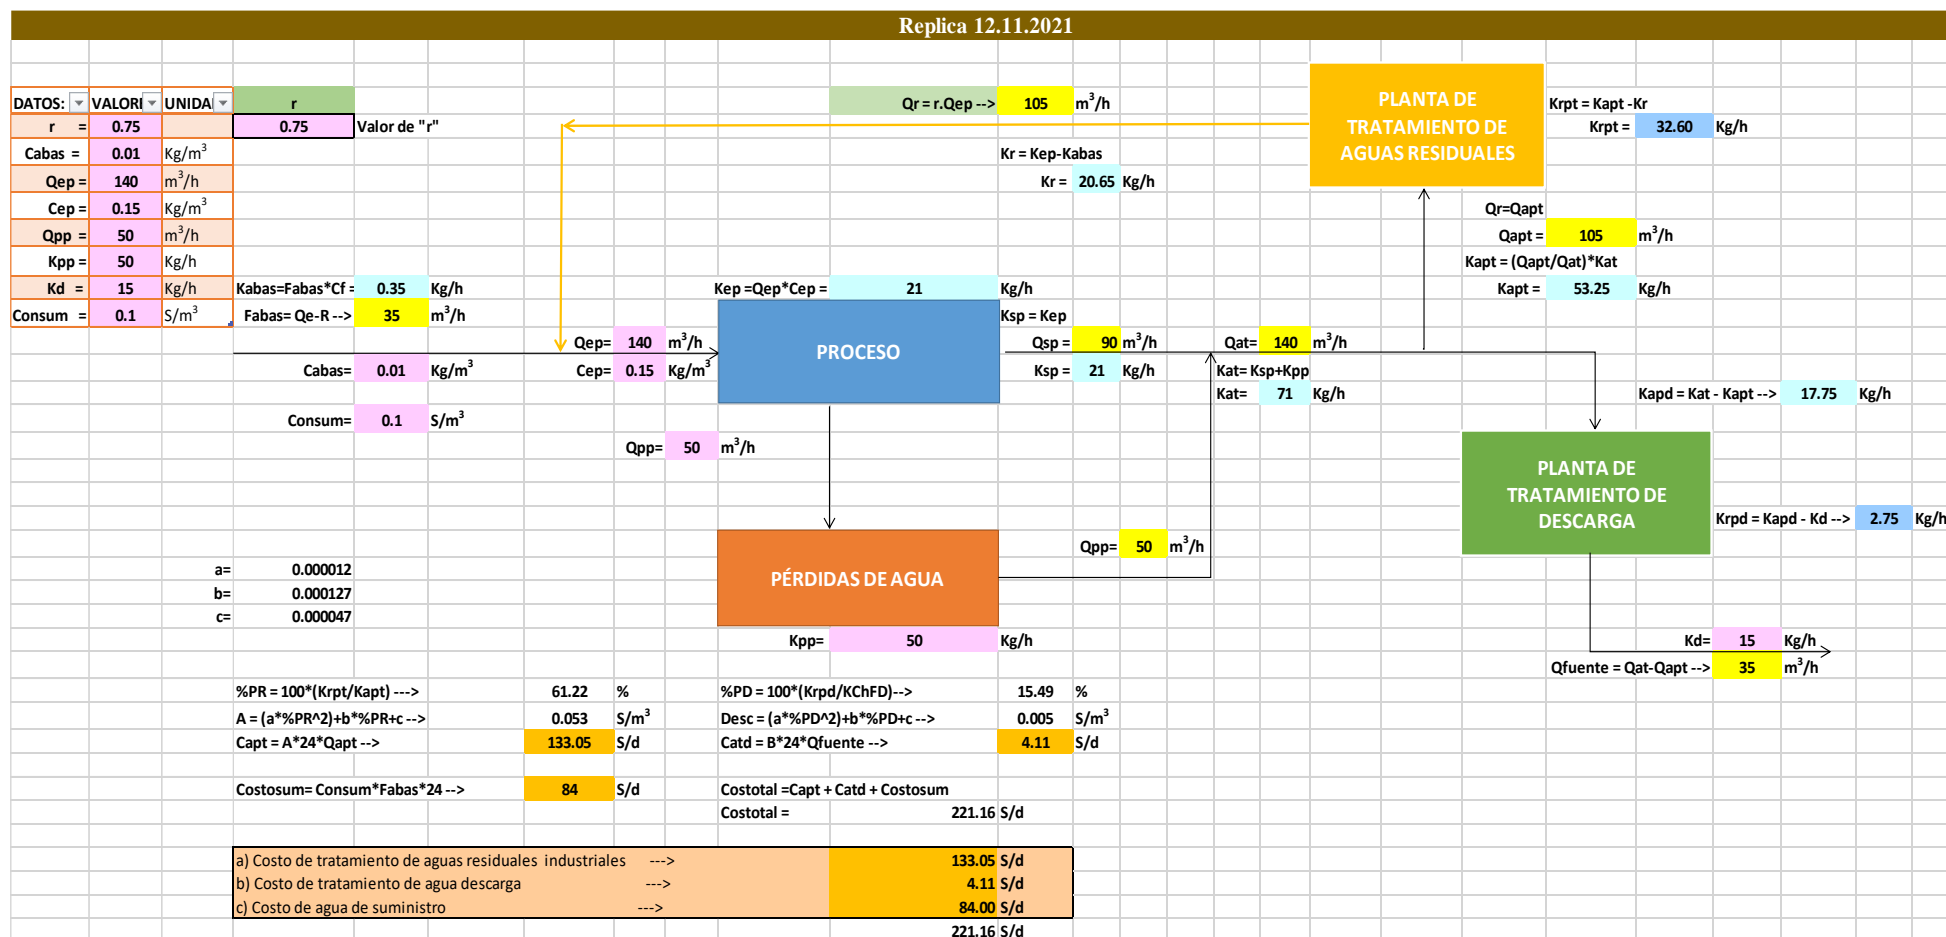 Replica 12.11.2021
DATOS: VALORI UNIDA r
r = 0.75 0.75 Valor de "r"
Cabas = 0.01 Kg/m³
Qep = 140 m³/h
Cep = 0.15 Kg/m³
Qpp = 50 m³/h
Kpp = 50 Kg/h
Kd = 15 Kg/h
Consum = 0.1 S/m³
Qr = r.Qep --> 105 m³/h
Kr = Kep-Kabas
Kr = 20.65 Kg/h
PLANTA DE
TRATAMIENTO DE
AGUAS RESIDUALES
Krpt = Kapt -Kr
Krpt = 32.60 Kg/h
Qr=Qapt
Qapt = 105 m³/h
Kapt = (Qapt/Qat)*Kat
Kapt = 53.25 Kg/h
Kabas=Fabas*Cf = 0.35 Kg/h
Fabas= Qe-R --> 35 m³/h
Kep =Qep*Cep = 21 Kg/h
Ksp = Kep
Qep= 140 m³/h
Cep= 0.15 Kg/m³
PROCESO
Qsp = 90 m³/h
Ksp = 21 Kg/h
Qat= 140 m³/h
Kat= Ksp+Kpp
Kat= 71 Kg/h
Cabas= 0.01 Kg/m³
Consum= 0.1 S/m³
Kapd = Kat - Kapt --> 17.75 Kg/h
Qpp= 50 m³/h
PLANTA DE
TRATAMIENTO DE
DESCARGA
Krpd = Kapd - Kd --> 2.75 Kg/h
Qpp= 50 m³/h
PÉRDIDAS DE AGUA
Kpp= 50 Kg/h
a= 0.000012
b= 0.000127
c= 0.000047
Kd= 15 Kg/h
Qfuente = Qat-Qapt --> 35 m³/h
%PR = 100*(Krpt/Kapt) ---> 61.22 % %PD = 100*(Krpd/KChFD)--> 15.49 %
A = (a*%PR^2)+b*%PR+c --> 0.053 S/m³ Desc = (a*%PD^2)+b*%PD+c --> 0.005 S/m³
Capt = A*24*Qapt --> 133.05 S/d Catd = B*24*Qfuente --> 4.11 S/d
Costosum= Consum*Fabas*24 --> 84 S/d Costotal =Capt + Catd + Costosum
Costotal = 221.16 S/d
a) Costo de tratamiento de aguas residuales industriales ---> 133.05 S/d
b) Costo de tratamiento de agua descarga ---> 4.11 S/d
c) Costo de agua de suministro ---> 84.00 S/d
221.16 S/d